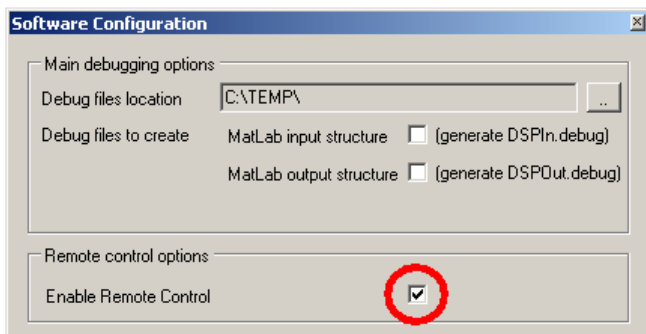 Software Configuration
Main debugging options
Debug files location C:\TEMP\ ..
Debug files to create MatLab input structure (generate DSPIn.debug)
MatLab output structure (generate DSPOut.debug)
Remote control options
Enable Remote Control